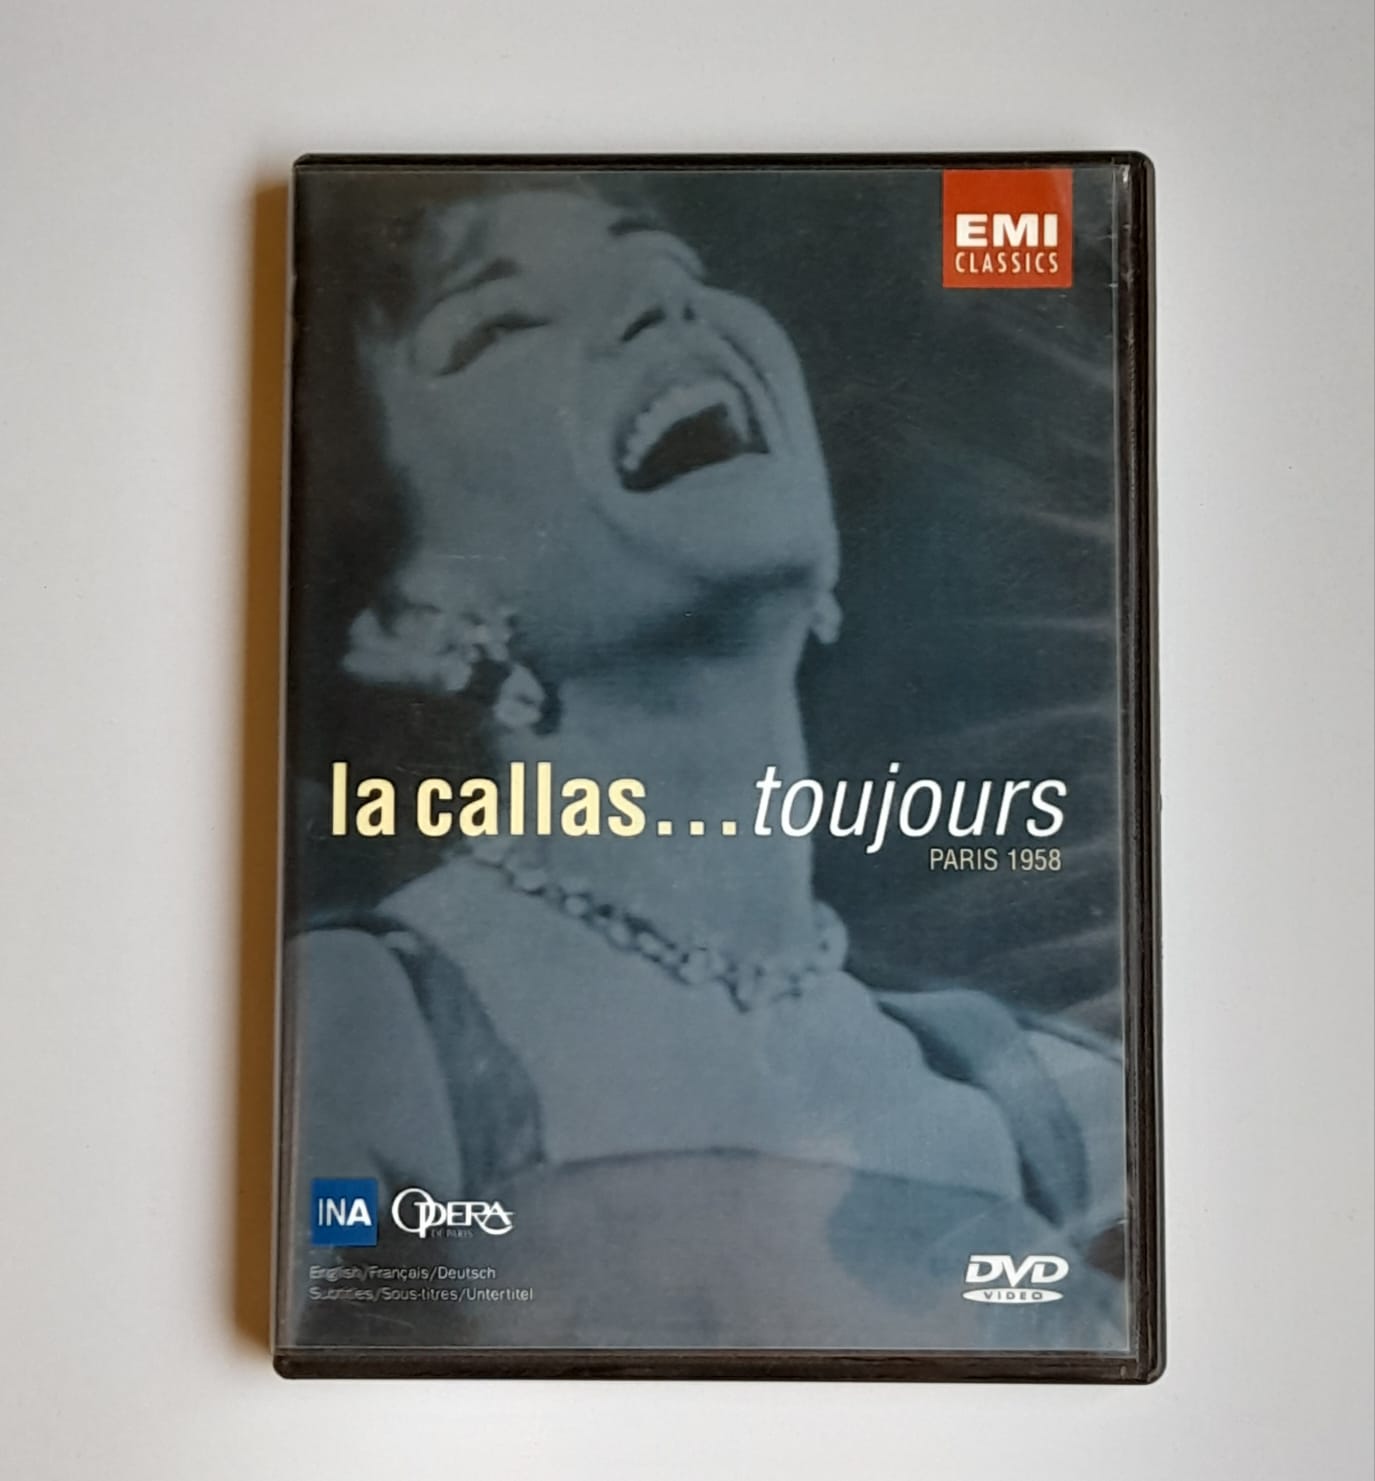 EMI
CLASSICS
la callas...toujours
PARIS 1958
INA
OPERA
DE PARIS
English/Français/Deutsch
Subtitles/Sous-titres/Untertitel
DVD
VIDEO